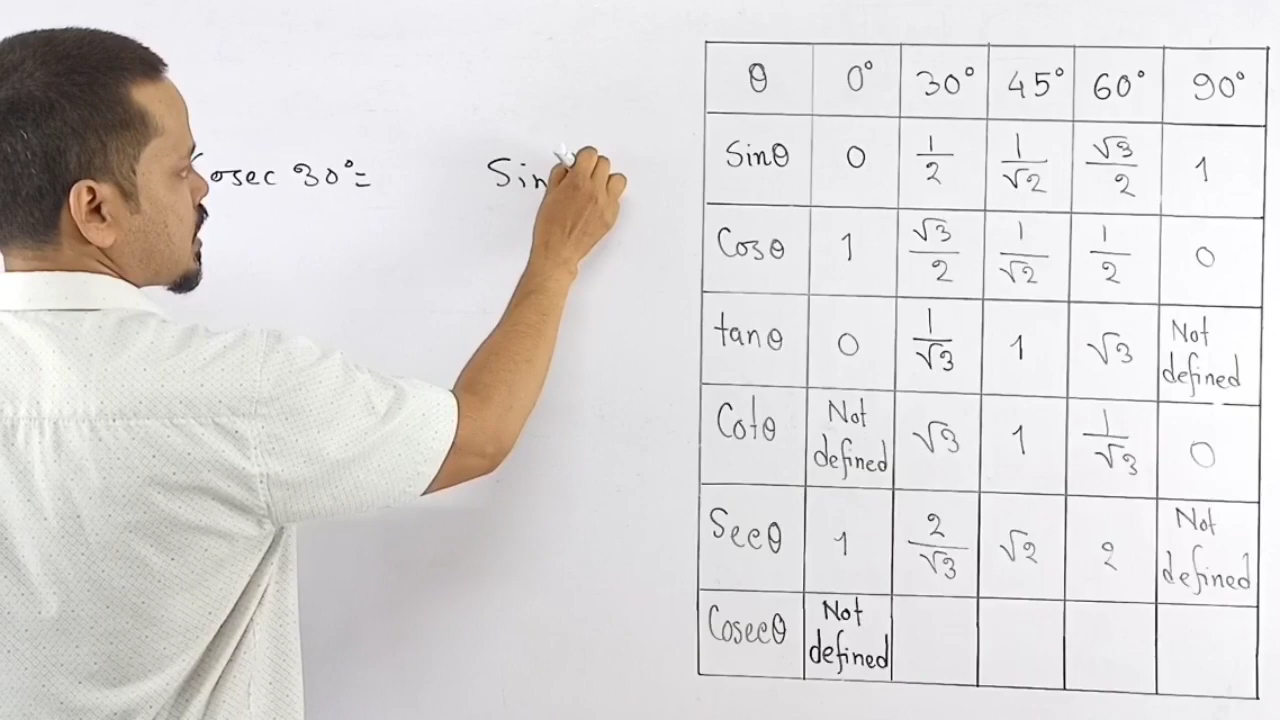 Cosec 30°=
Sin
θ 0° 30° 45° 60° 90°
Sinθ 0 1/2 1/√2 √3/2 1
Cosθ 1 √3/2 1/√2 1/2 0
tanθ 0 1/√3 1 √3 Not defined
Cotθ Not defined √3 1 1/√3 0
Secθ 1 2/√3 √2 2 Not defined
Cosecθ Not defined